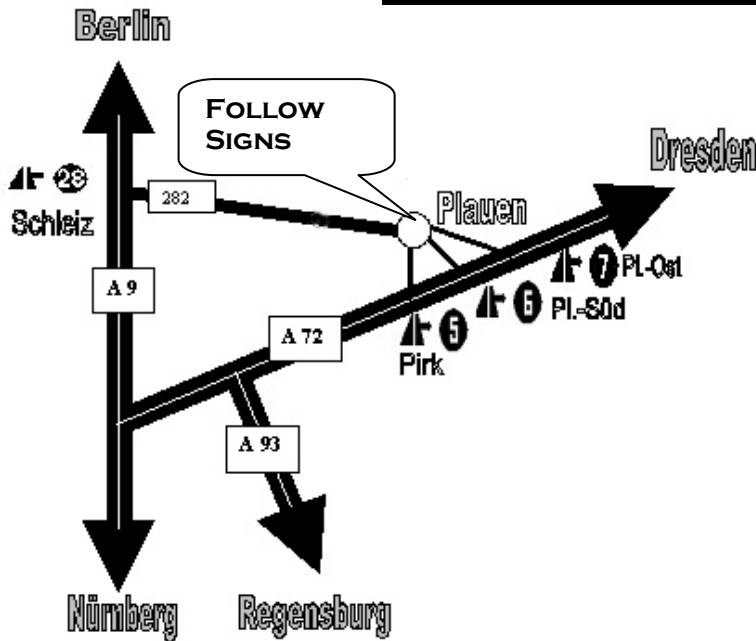 Berlin
FOLLOW
SIGNS
Dresden
28
Schleiz
282
Plauen
A 9
7 Pl.-Ost
6 Pl.-Süd
5
Pirk
A 72
A 93
Nürnberg
Regensburg